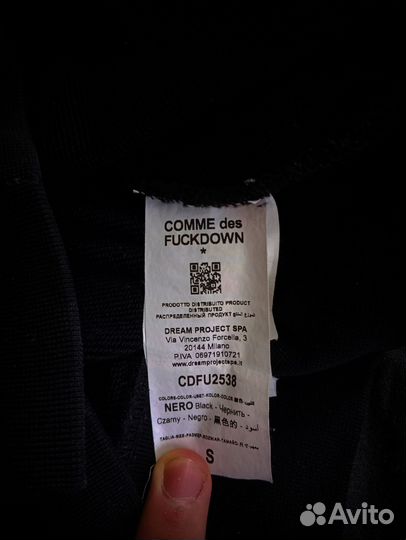 COMME des
FUCKDOWN
*
PRODOTTO DISTRIBUITO PRODUCT
DISTRIBUTED
РАСПРЕДЕЛЕННЫЙ ПРОДУКТ
DREAM PROJECT SPA
Via Vincenzo Forcella, 3
20144 Milano
P.IVA 06971910721
www.dreamprojectspa.it
CDFU2538
NERO Black - Чернить - أسود
Czarny - Negro - 黑色的 -
S
Avito